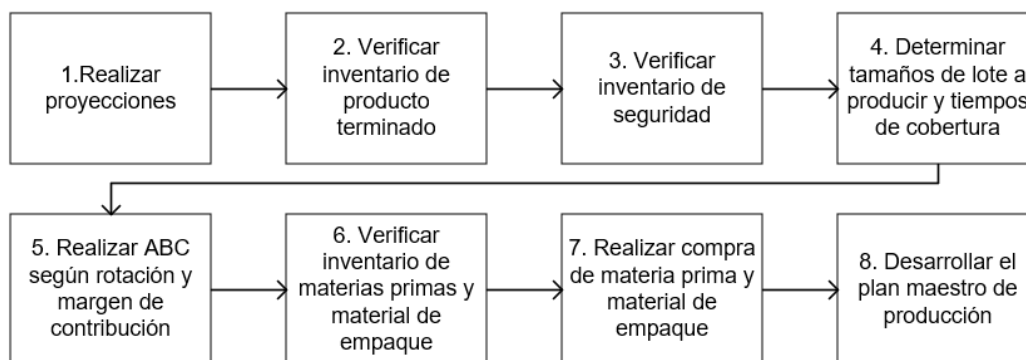 1.Realizar
proyecciones
2. Verificar
inventario de
producto
terminado
3. Verificar
inventario de
seguridad
4. Determinar
tamaños de lote a
producir y tiempos
de cobertura
5. Realizar ABC
según rotación y
margen de
contribución
6. Verificar
inventario de
materias primas y
material de
empaque
7. Realizar compra
de materia prima y
material de
empaque
8. Desarrollar el
plan maestro de
producción